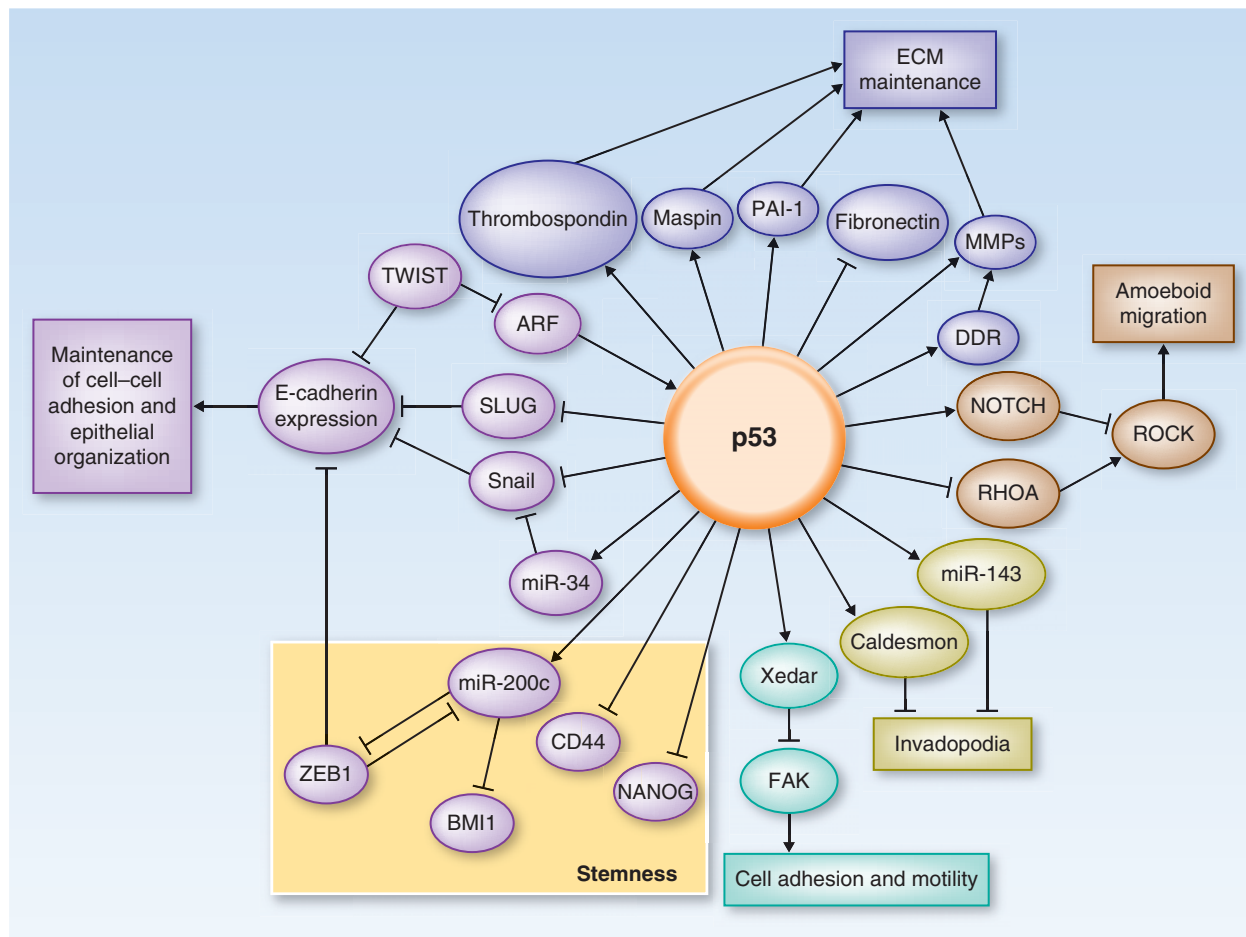 ECM
maintenance
Thrombospondin
Maspin
PAI-1
Fibronectin
MMPs
TWIST
ARF
DDR
Amoeboid
migration
Maintenance
of cell–cell
adhesion and
epithelial
organization
E-cadherin
expression
SLUG
Snail
miR-34
p53
NOTCH
ROCK
RHOA
miR-143
Caldesmon
Invadopodia
Xedar
FAK
Cell adhesion and motility
miR-200c
CD44
ZEB1
NANOG
BMI1
Stemness